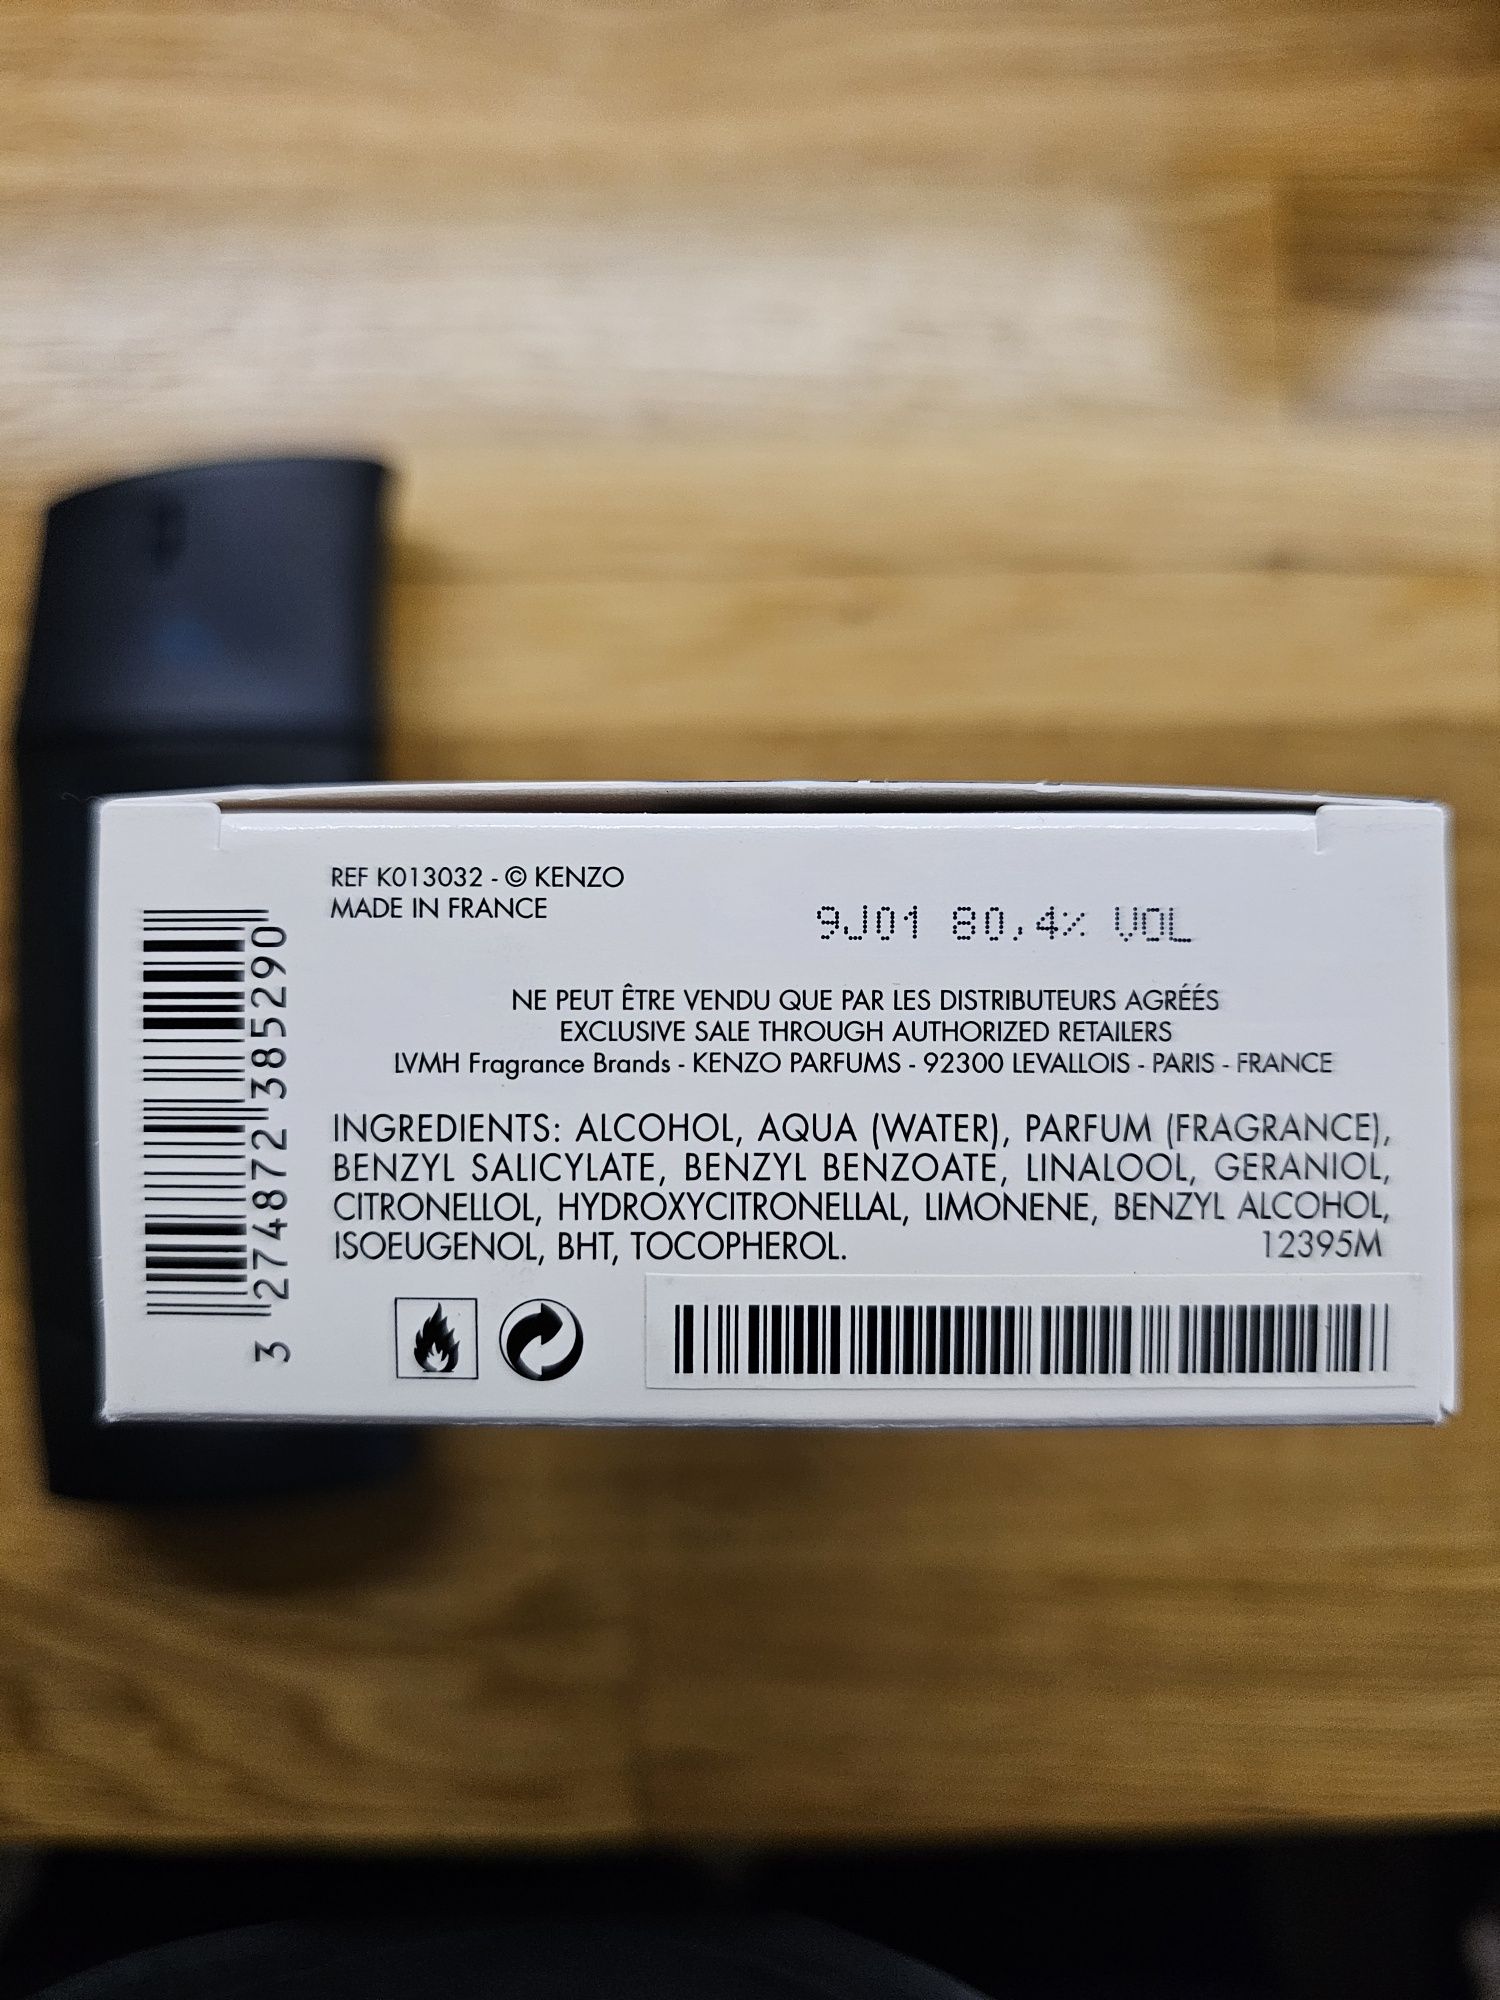 REF K013032 - © KENZO
MADE IN FRANCE
9J01 80,4% VOL
NE PEUT ÊTRE VENDU QUE PAR LES DISTRIBUTEURS AGRÉÉS
EXCLUSIVE SALE THROUGH AUTHORIZED RETAILERS
LVMH Fragrance Brands - KENZO PARFUMS - 92300 LEVALLOIS - PARIS - FRANCE
INGREDIENTS: ALCOHOL, AQUA (WATER), PARFUM (FRAGRANCE),
BENZYL SALICYLATE, BENZYL BENZOATE, LINALOOL, GERANIOL,
CITRONELLOL, HYDROXYCITRONELLAL, LIMONENE, BENZYL ALCOHOL,
ISOEUGENOL, BHT, TOCOPHEROL. 12395M
3 274872 385290